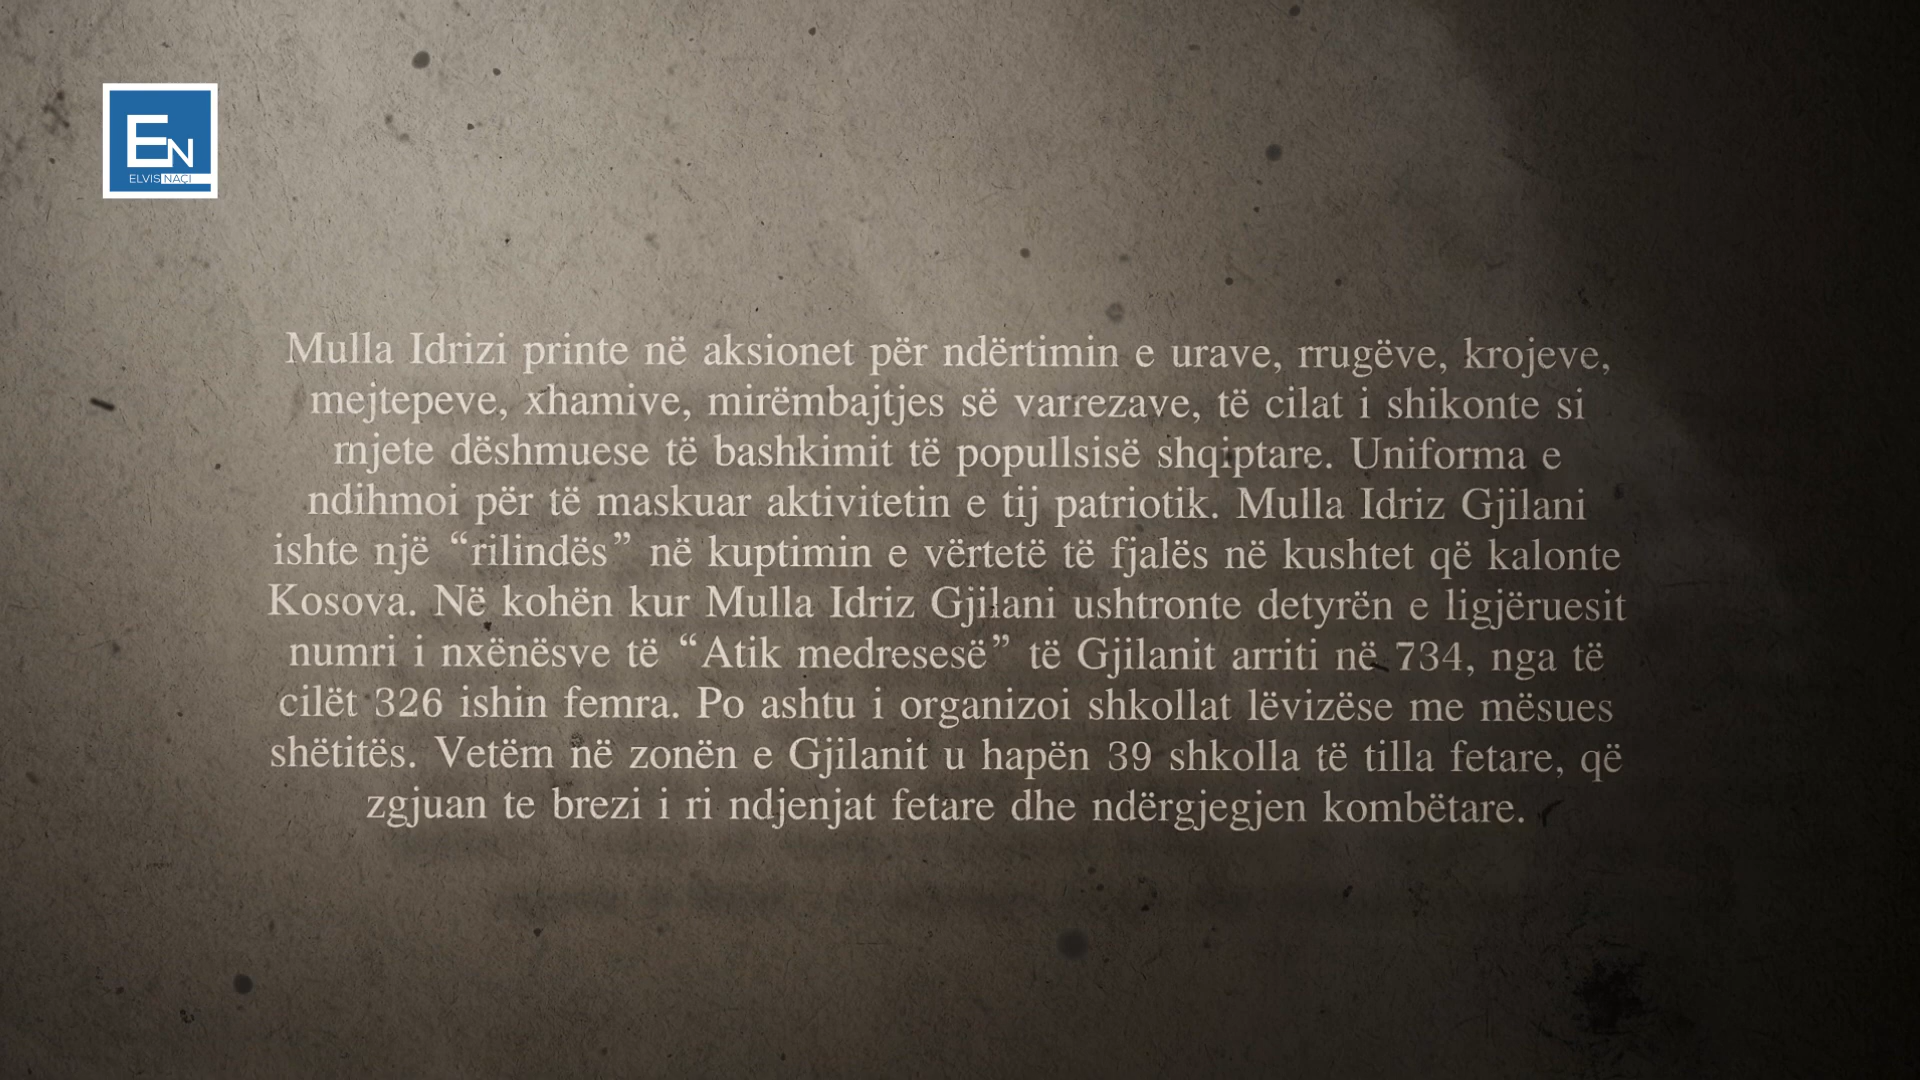 EN
ELVIS NAÇI
Mulla Idrizi printe në aksionet për ndërtimin e urave, rrugëve, krojeve,
mejtepeve, xhamive, mirëmbajtjes së varrezave, të cilat i shikonte si
mjete dëshmuese të bashkimit të popullsisë shqiptare. Uniforma e
ndihmoi për të maskuar aktivitetin e tij patriotik. Mulla Idriz Gjilani
ishte një “rilindës” në kuptimin e vërtetë të fjalës në kushtet që kalonte
Kosova. Në kohën kur Mulla Idriz Gjilani ushtronte detyrën e ligjëruesit
numri i nxënësve të “Atik medresesë” të Gjilanit arriti në 734, nga të
cilët 326 ishin femra. Po ashtu i organizoi shkollat lëvizëse me mësues
shëtitës. Vetëm në zonën e Gjilanit u hapën 39 shkolla të tilla fetare, që
zgjuan te brezi i ri ndjenjat fetare dhe ndërgjegjen kombëtare.